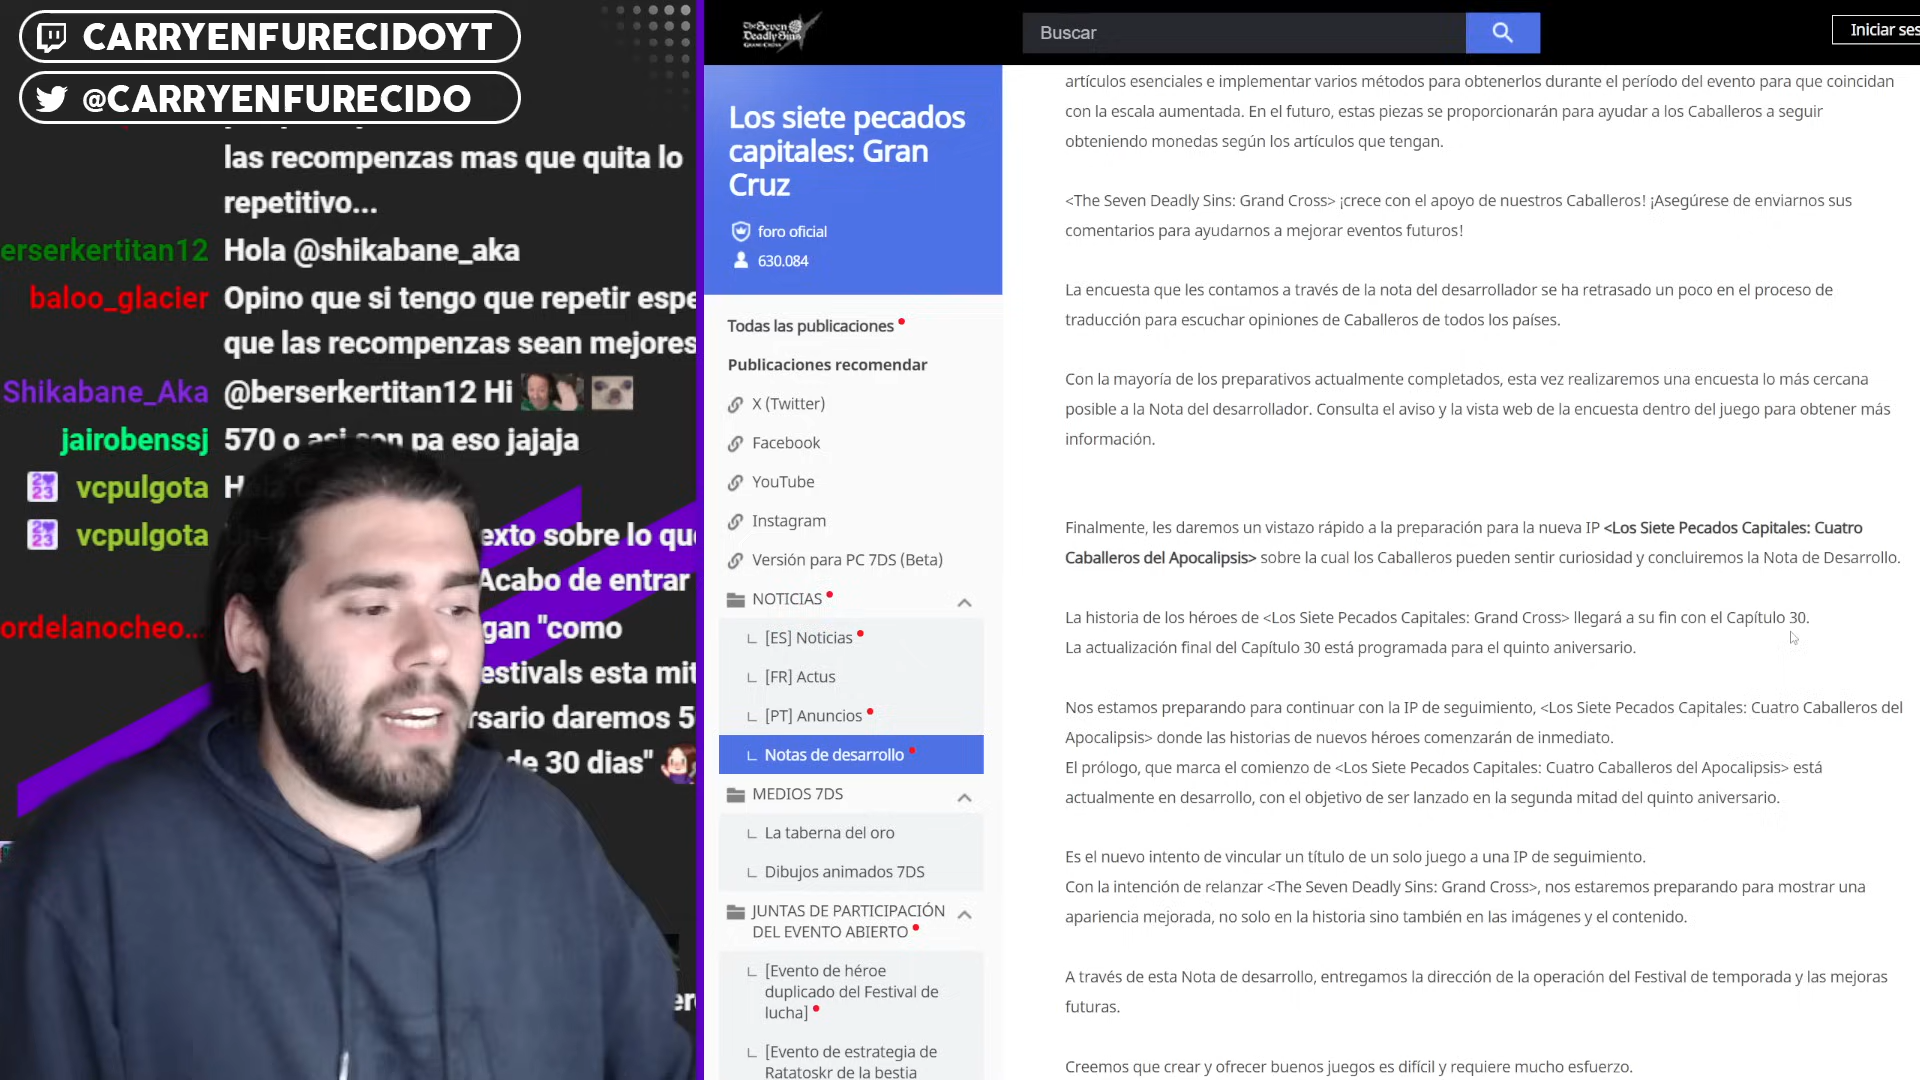 CARRYENFURECIDOYT
@CARRYENFURECIDO
las recompenzas mas que quita lo
repetitivo...
erserkertitan12 Hola @shikabane_aka
baloo_glacier Opino que si tengo que repetir espe
que las recompenzas sean mejores
Shikabane_Aka @berserkertitan12 Hi
jairobenssj 570 o asi son pa eso jajaja
vcpulgota
vcpulgota exto sobre lo que
Acabo de entrar
ordelanocheo... gan "como
estivals esta mit
rsario daremos 5
de 30 dias"
The Seven Deadly Sins GRAND CROSS
Buscar
Iniciar ses
Los siete pecados
capitales: Gran
Cruz
foro oficial
630.084
Todas las publicaciones
Publicaciones recomendar
X (Twitter)
Facebook
YouTube
Instagram
Versión para PC 7DS (Beta)
NOTICIAS
[ES] Noticias
[FR] Actus
[PT] Anuncios
Notas de desarrollo
MEDIOS 7DS
La taberna del oro
Dibujos animados 7DS
JUNTAS DE PARTICIPACIÓN
DEL EVENTO ABIERTO
[Evento de héroe
duplicado del Festival de
lucha]
[Evento de estrategia de
Ratatoskr de la bestia
artículos esenciales e implementar varios métodos para obtenerlos durante el período del evento para que coincidan
con la escala aumentada. En el futuro, estas piezas se proporcionarán para ayudar a los Caballeros a seguir
obteniendo monedas según los artículos que tengan.
<The Seven Deadly Sins: Grand Cross> ¡crece con el apoyo de nuestros Caballeros! ¡Asegúrese de enviarnos sus
comentarios para ayudarnos a mejorar eventos futuros!
La encuesta que les contamos a través de la nota del desarrollador se ha retrasado un poco en el proceso de
traducción para escuchar opiniones de Caballeros de todos los países.
Con la mayoría de los preparativos actualmente completados, esta vez realizaremos una encuesta lo más cercana
posible a la Nota del desarrollador. Consulta el aviso y la vista web de la encuesta dentro del juego para obtener más
información.
Finalmente, les daremos un vistazo rápido a la preparación para la nueva IP <Los Siete Pecados Capitales: Cuatro
Caballeros del Apocalipsis> sobre la cual los Caballeros pueden sentir curiosidad y concluiremos la Nota de Desarrollo.
La historia de los héroes de <Los Siete Pecados Capitales: Grand Cross> llegará a su fin con el Capítulo 30.
La actualización final del Capítulo 30 está programada para el quinto aniversario.
Nos estamos preparando para continuar con la IP de seguimiento, <Los Siete Pecados Capitales: Cuatro Caballeros del
Apocalipsis> donde las historias de nuevos héroes comenzarán de inmediato.
El prólogo, que marca el comienzo de <Los Siete Pecados Capitales: Cuatro Caballeros del Apocalipsis> está
actualmente en desarrollo, con el objetivo de ser lanzado en la segunda mitad del quinto aniversario.
Es el nuevo intento de vincular un título de un solo juego a una IP de seguimiento.
Con la intención de relanzar <The Seven Deadly Sins: Grand Cross>, nos estaremos preparando para mostrar una
apariencia mejorada, no solo en la historia sino también en las imágenes y el contenido.
A través de esta Nota de desarrollo, entregamos la dirección de la operación del Festival de temporada y las mejoras
futuras.
Creemos que crear y ofrecer buenos juegos es difícil y requiere mucho esfuerzo.